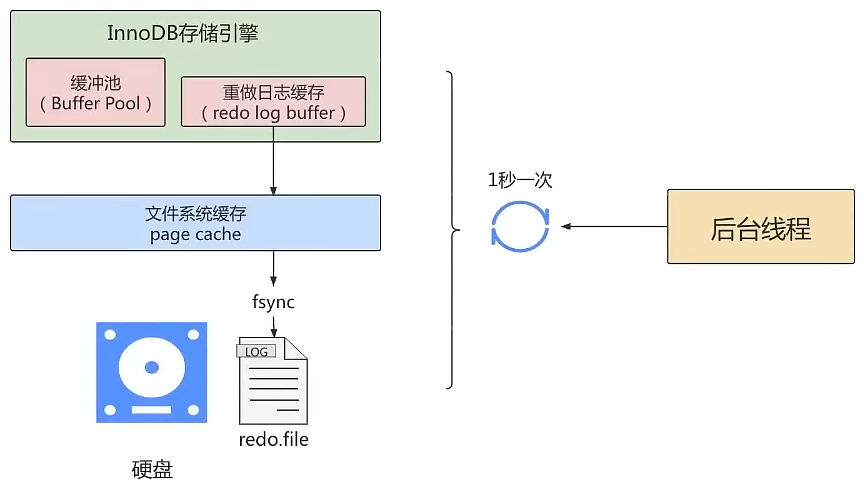 InnoDB存储引擎
缓冲池
（Buffer Pool）
重做日志缓存
（redo log buffer）
文件系统缓存
page cache
fsync
LOG
redo.file
硬盘
1秒一次
后台线程